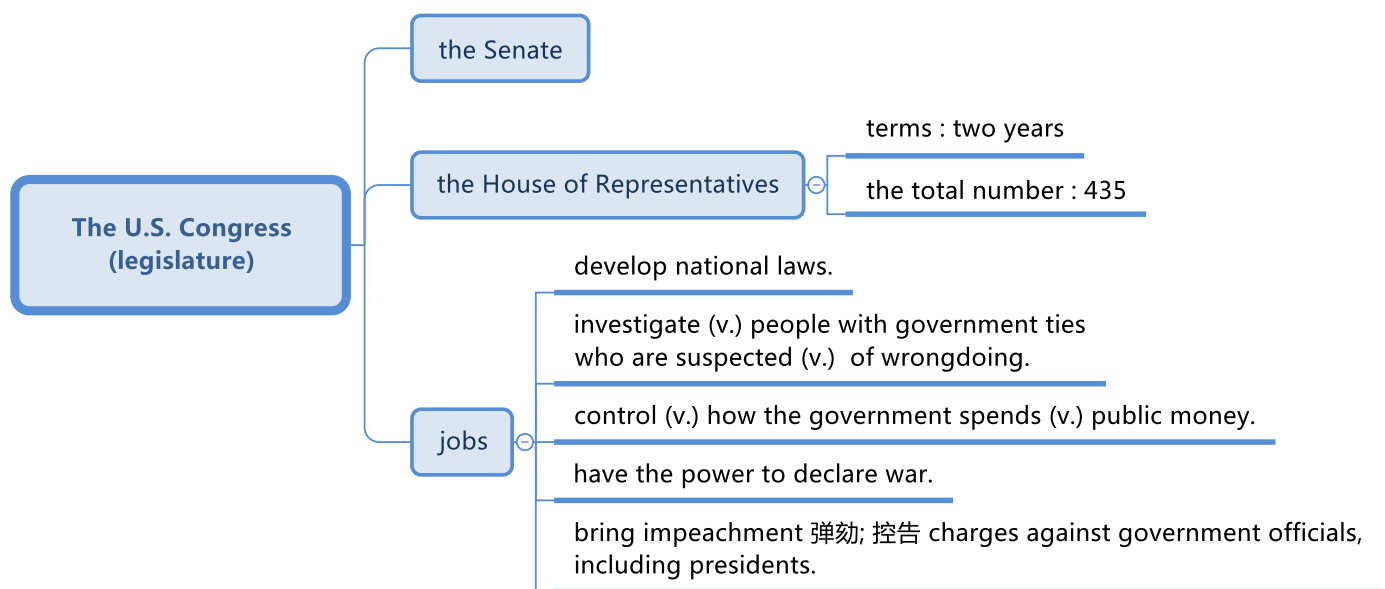 the Senate
terms : two years
the House of Representatives
the total number : 435
The U.S. Congress
(legislature)
develop national laws.
investigate (v.) people with government ties
who are suspected (v.)  of wrongdoing.
control (v.) how the government spends (v.) public money.
jobs
have the power to declare war.
bring impeachment 弹劾; 控告 charges against government officials,
including presidents.